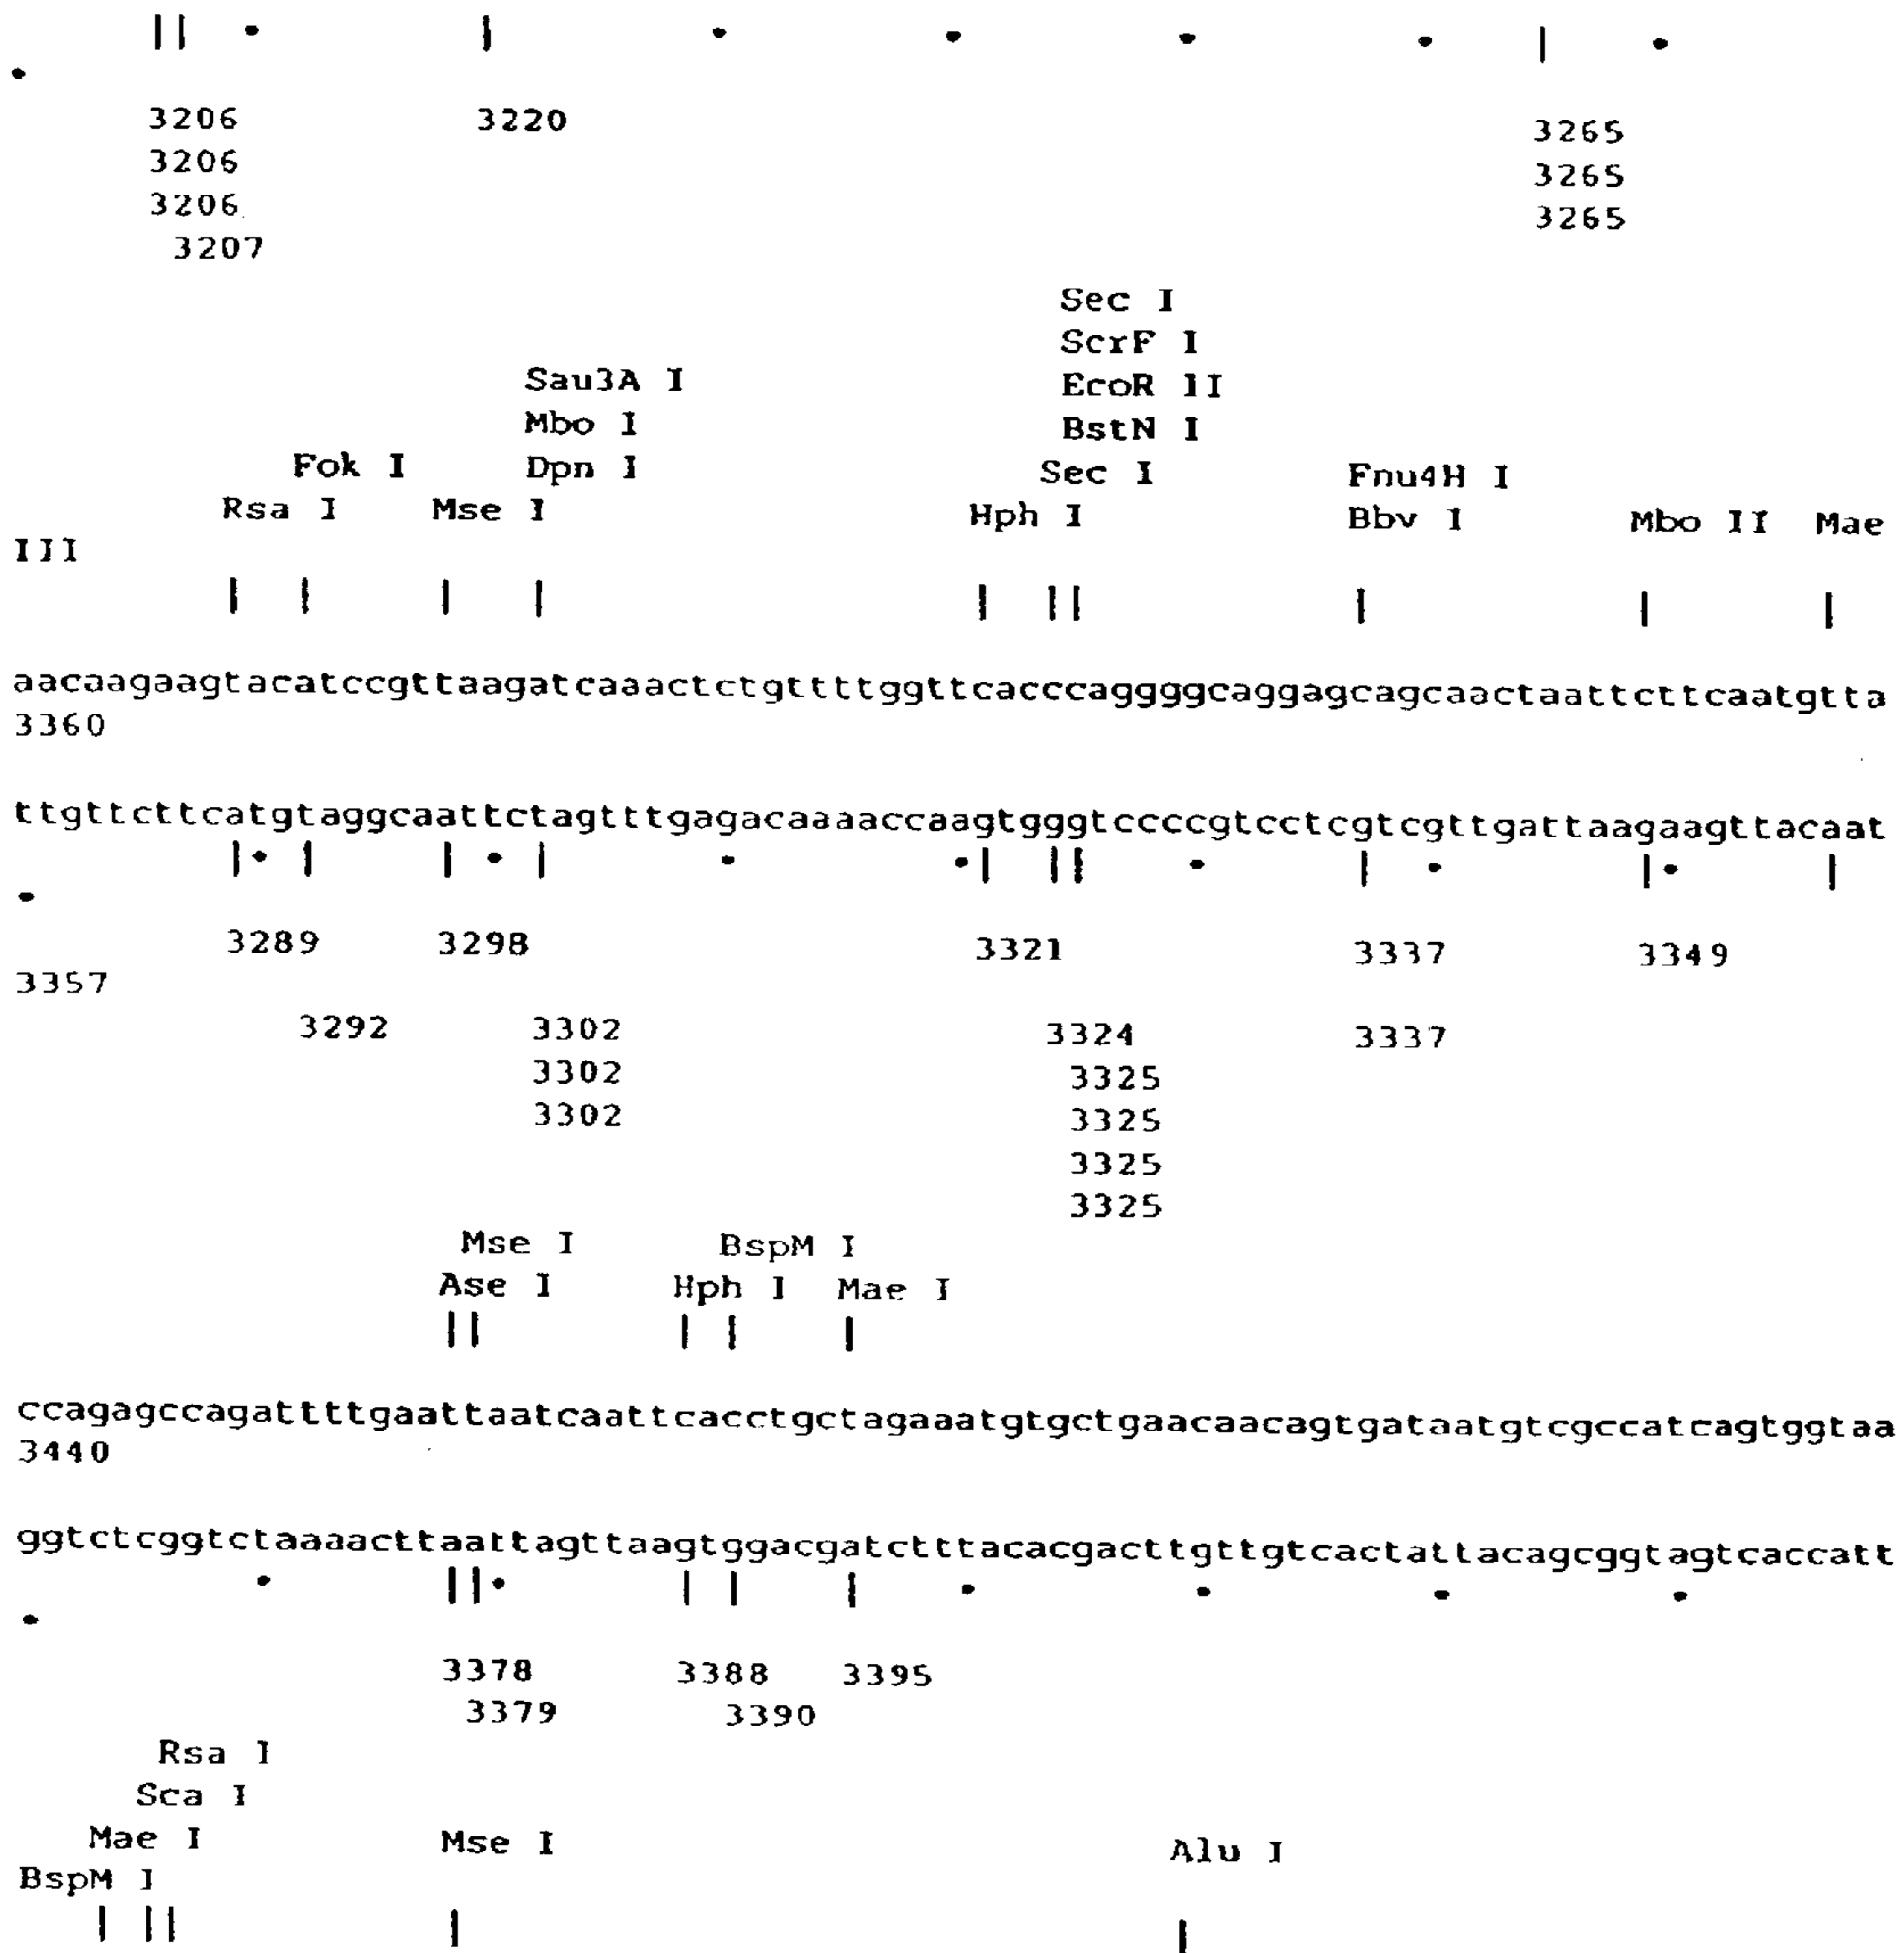 3206 3220 3265
3206 3265
3206 3265
3207
Sec I
ScrF I
Sau3A I EcoR II
Mbo I BstN I
Fok I Dpn I Sec I Fnu4H I
Rsa I Mse I Hph I Bbv I Mbo II Mae
III
aacaagaagtacatccgttaagatcaaactctgttttggttcacccaggggcaggagcagcaactaattcttcaatgtta
3360
ttgttcttcatgtaggcaattctagtttgagacaaaaccaagtgggtccccgtcctcgtcgttgattaagaagttacaat
3289 3298 3321 3337 3349
3357
3292 3302 3324 3337
3302 3325
3302 3325
3325
3325
Mse I BspM I
Ase I Hph I Mae I
ccagagccagattttgaattaatcaattcacctgctagaaatgtgctgaacaacagtgataatgtcgccatcagtggtaa
3440
ggtctcggtctaaaacttaattagttaagtggacgatctttacacgacttgttgtcactattacagcggtagtcaccatt
3378 3388 3395
3379 3390
Rsa I
Sca I
Mae I Mse I Alu I
BspM I